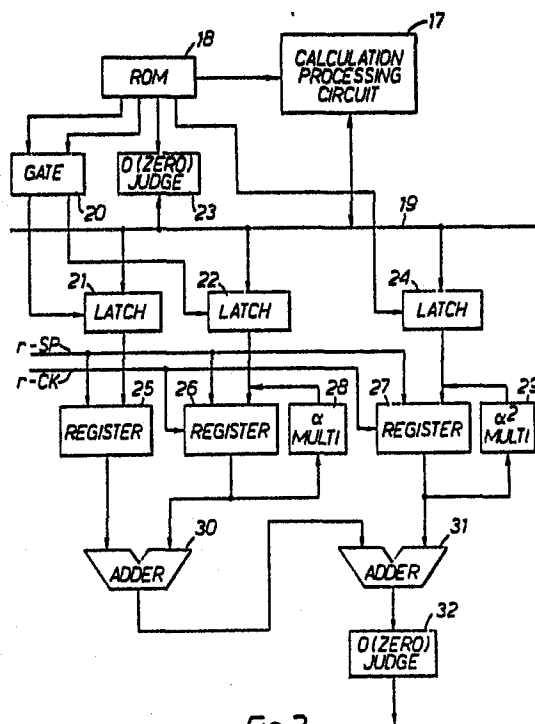 17
18
ROM
CALCULATION
PROCESSING
CIRCUIT
GATE
20
0 (ZERO)
JUDGE
23
19
21
LATCH
22
LATCH
24
LATCH
r-SP
r-CK
25
REGISTER
26
REGISTER
28
α
MULTI
27
REGISTER
29
α²
MULTI
30
ADDER
31
ADDER
32
0 (ZERO)
JUDGE